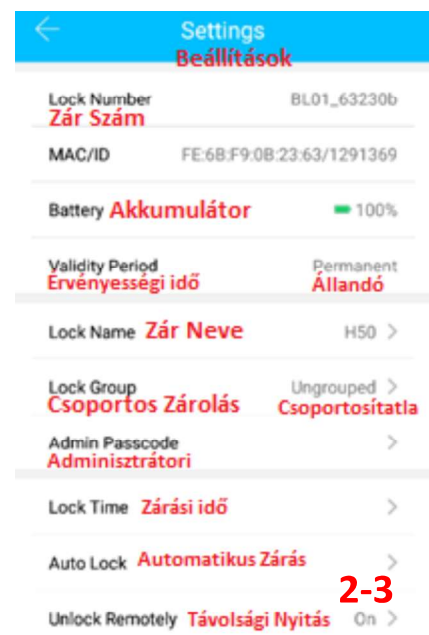 Settings
Beállítások
Lock Number BL01_63230b
Zár Szám
MAC/ID FE:6B:F9:0B:23:63/1291369
Battery Akkumulátor 100%
Validity Period Permanent
Érvényességi idő Állandó
Lock Name Zár Neve H50 >
Lock Group Ungrouped >
Csoportos Zárolás Csoportosítatla
Admin Passcode >
Adminisztrátori
Lock Time Zárási idő >
Auto Lock Automatikus Zárás >
2-3
Unlock Remotely Távolsági Nyitás On >